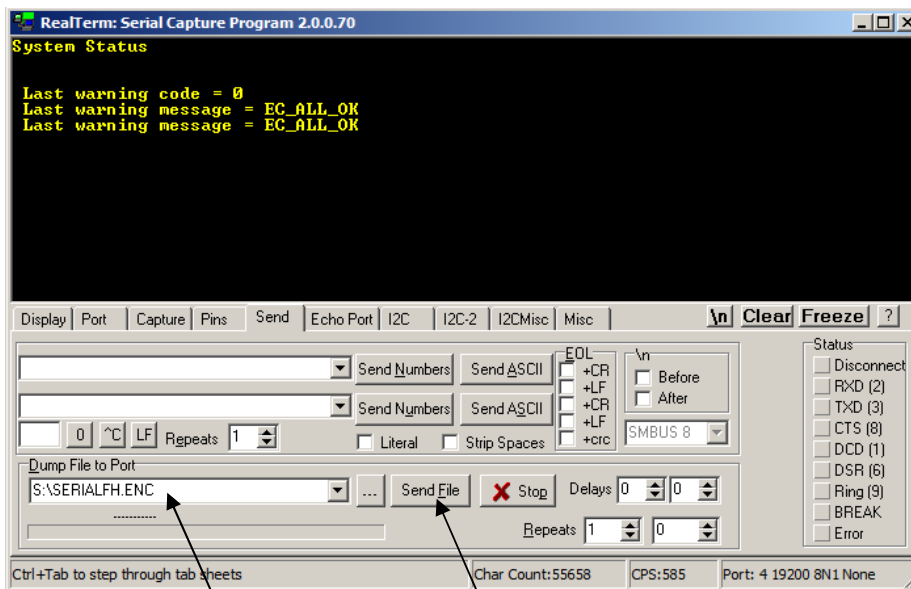 RealTerm: Serial Capture Program 2.0.0.70
System Status
Last warning code = 0
Last warning message = EC_ALL_OK
Last warning message = EC_ALL_OK
Display Port Capture Pins Send Echo Port I2C I2C-2 I2CMisc Misc \n Clear Freeze ?
Send Numbers Send ASCII
Send Numbers Send ASCII
0 ^C LF Repeats 1 Literal Strip Spaces
EOL
+CR
+LF
+CR
+LF
+crc
\n
Before
After
SMBUS 8
Dump File to Port
S:\SERIALFH.ENC ... Send File Stop Delays 0 0
Repeats 1 0
Status
Disconnect
RXD (2)
TXD (3)
CTS (8)
DCD (1)
DSR (6)
Ring (9)
BREAK
Error
Ctrl+Tab to step through tab sheets Char Count:55658 CPS:585 Port: 4 19200 8N1 None